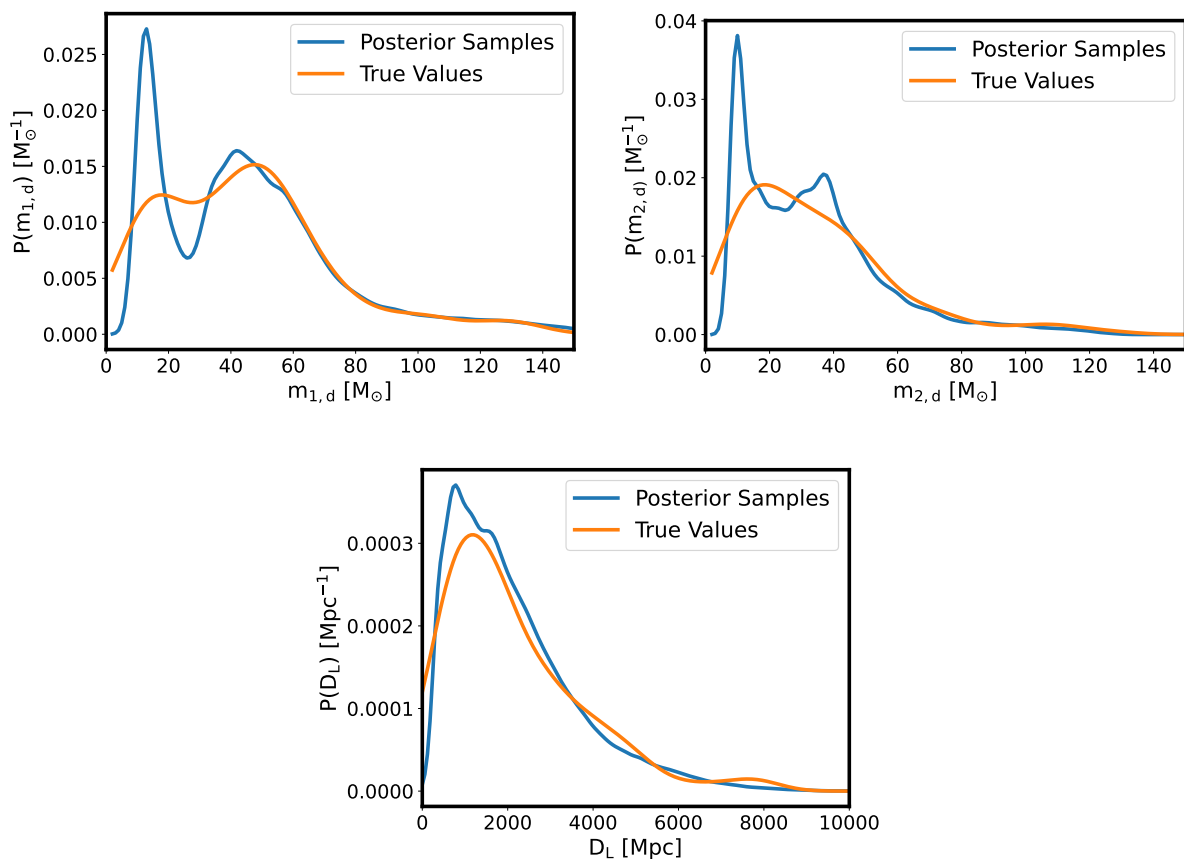 Posterior Samples
True Values
P(m₁,d) [M⊙⁻¹]
0.025
0.020
0.015
0.010
0.005
0.000
0 20 40 60 80 100 120 140
m₁,d [M⊙]
Posterior Samples
True Values
P(m₂,d) [M⊙⁻¹]
0.04
0.03
0.02
0.01
0.00
0 20 40 60 80 100 120 140
m₂,d [M⊙]
Posterior Samples
True Values
P(D_L) [Mpc⁻¹]
0.0003
0.0002
0.0001
0.0000
0 2000 4000 6000 8000 10000
D_L [Mpc]